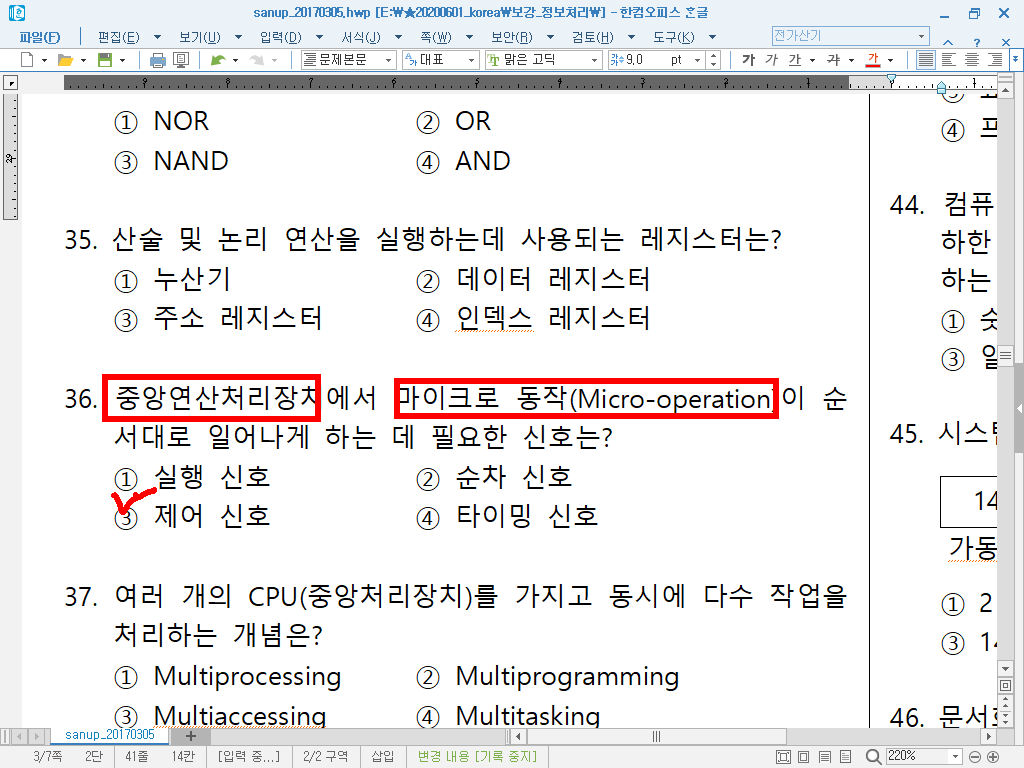 sanup_20170305.hwp [E:\★20200601_korea\보강_정보처리\] - 한컴오피스 한글
파일(F) 편집(E) 보기(U) 입력(D) 서식(J) 쪽(W) 보안(R) 검토(H) 도구(K) 전가산기
문제본문 대표 맑은 고딕 9,0 pt 가 가 가 가 가
9 8 7 6 5 4 3 2 1 1
29
① NOR ② OR
③ NAND ④ AND
35. 산술 및 논리 연산을 실행하는데 사용되는 레지스터는?
① 누산기 ② 데이터 레지스터
③ 주소 레지스터 ④ 인덱스 레지스터
36. 중앙연산처리장치에서 마이크로 동작(Micro-operation)이 순
서대로 일어나게 하는 데 필요한 신호는?
① 실행 신호 ② 순차 신호
③ 제어 신호 ④ 타이밍 신호
37. 여러 개의 CPU(중앙처리장치)를 가지고 동시에 다수 작업을
처리하는 개념은?
① Multiprocessing ② Multiprogramming
③ Multiaccessing ④ Multitasking
④
44. 컴퓨
하한
하는
①
③
45. 시스템
14
가동
① 2
③ 14
46. 문서
sanup_20170305
3/7쪽 2단 41줄 14칸 [입력 중...] 2/2 구역 삽입 변경 내용 [기록 중지] 220%